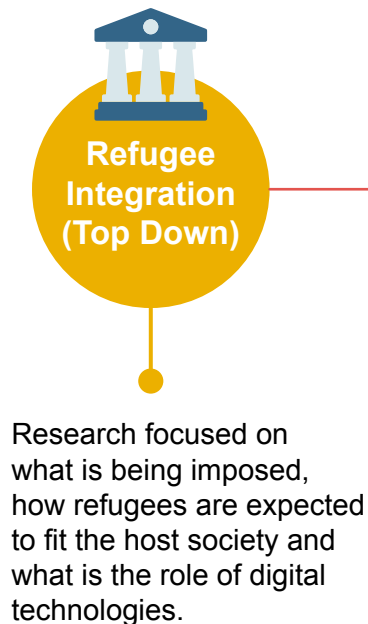 Refugee
Integration
(Top Down)
Research focused on
what is being imposed,
how refugees are expected
to fit the host society and
what is the role of digital
technologies.